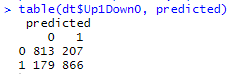 > table(dt$Up1Down0, predicted)
predicted
0 1
0 813 207
1 179 866